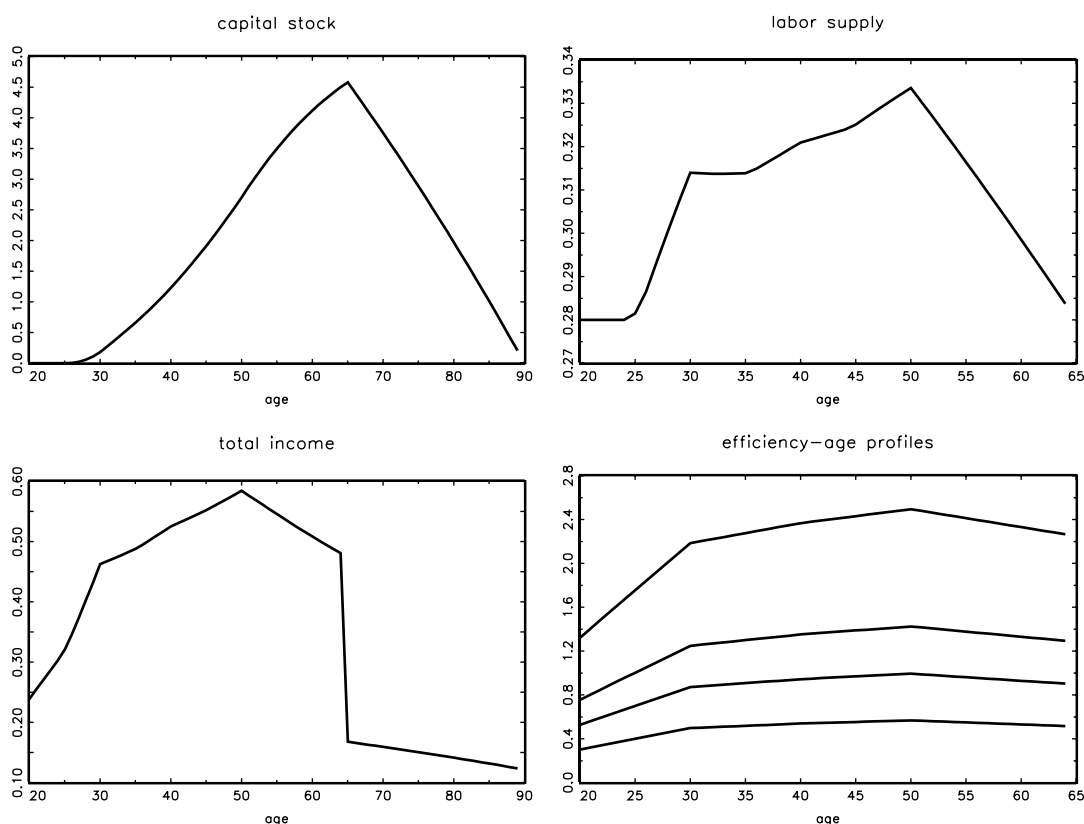 capital stock
5.0
4.5
4.0
3.5
3.0
2.5
2.0
1.5
1.0
0.5
0.0
20 30 40 50 60 70 80 90
age
labor supply
0.34
0.33
0.32
0.31
0.30
0.29
0.28
0.27
20 25 30 35 40 45 50 55 60 65
age
total income
0.60
0.50
0.40
0.30
0.20
0.10
20 30 40 50 60 70 80 90
age
efficiency-age profiles
2.8
2.4
2.0
1.6
1.2
0.8
0.4
0.0
20 25 30 35 40 45 50 55 60 65
age